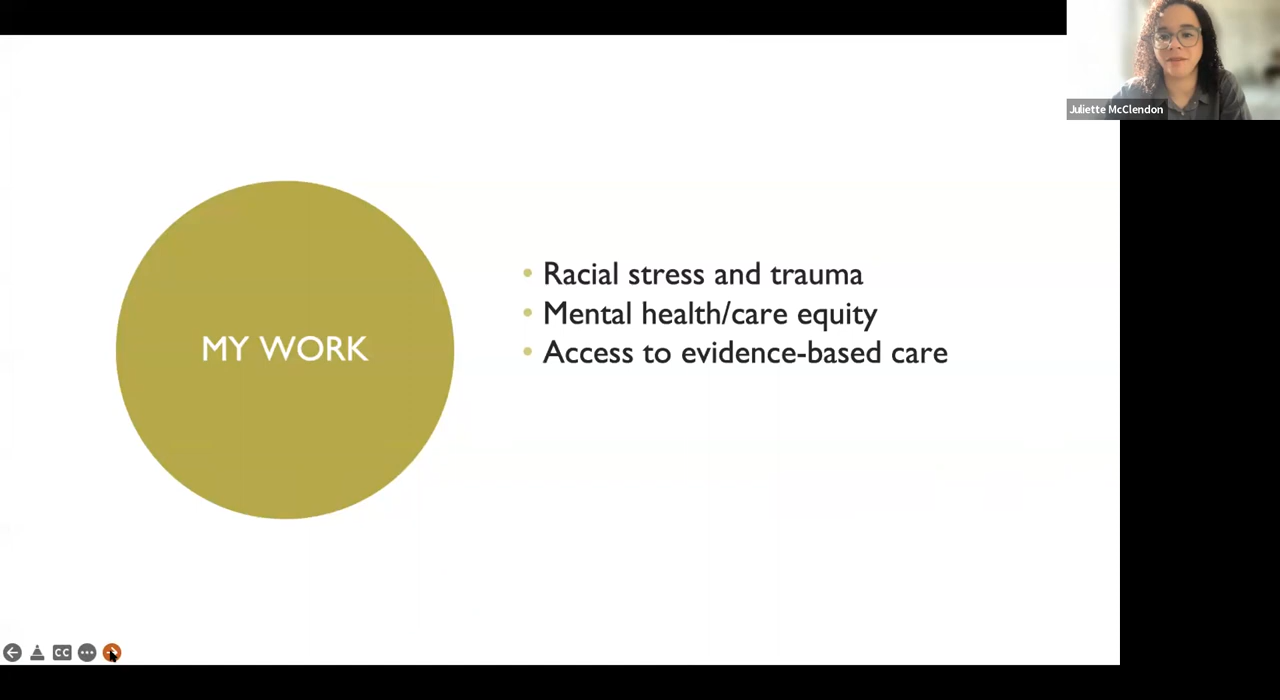 Juliette McClendon
MY WORK
• Racial stress and trauma
• Mental health/care equity
• Access to evidence-based care
CC